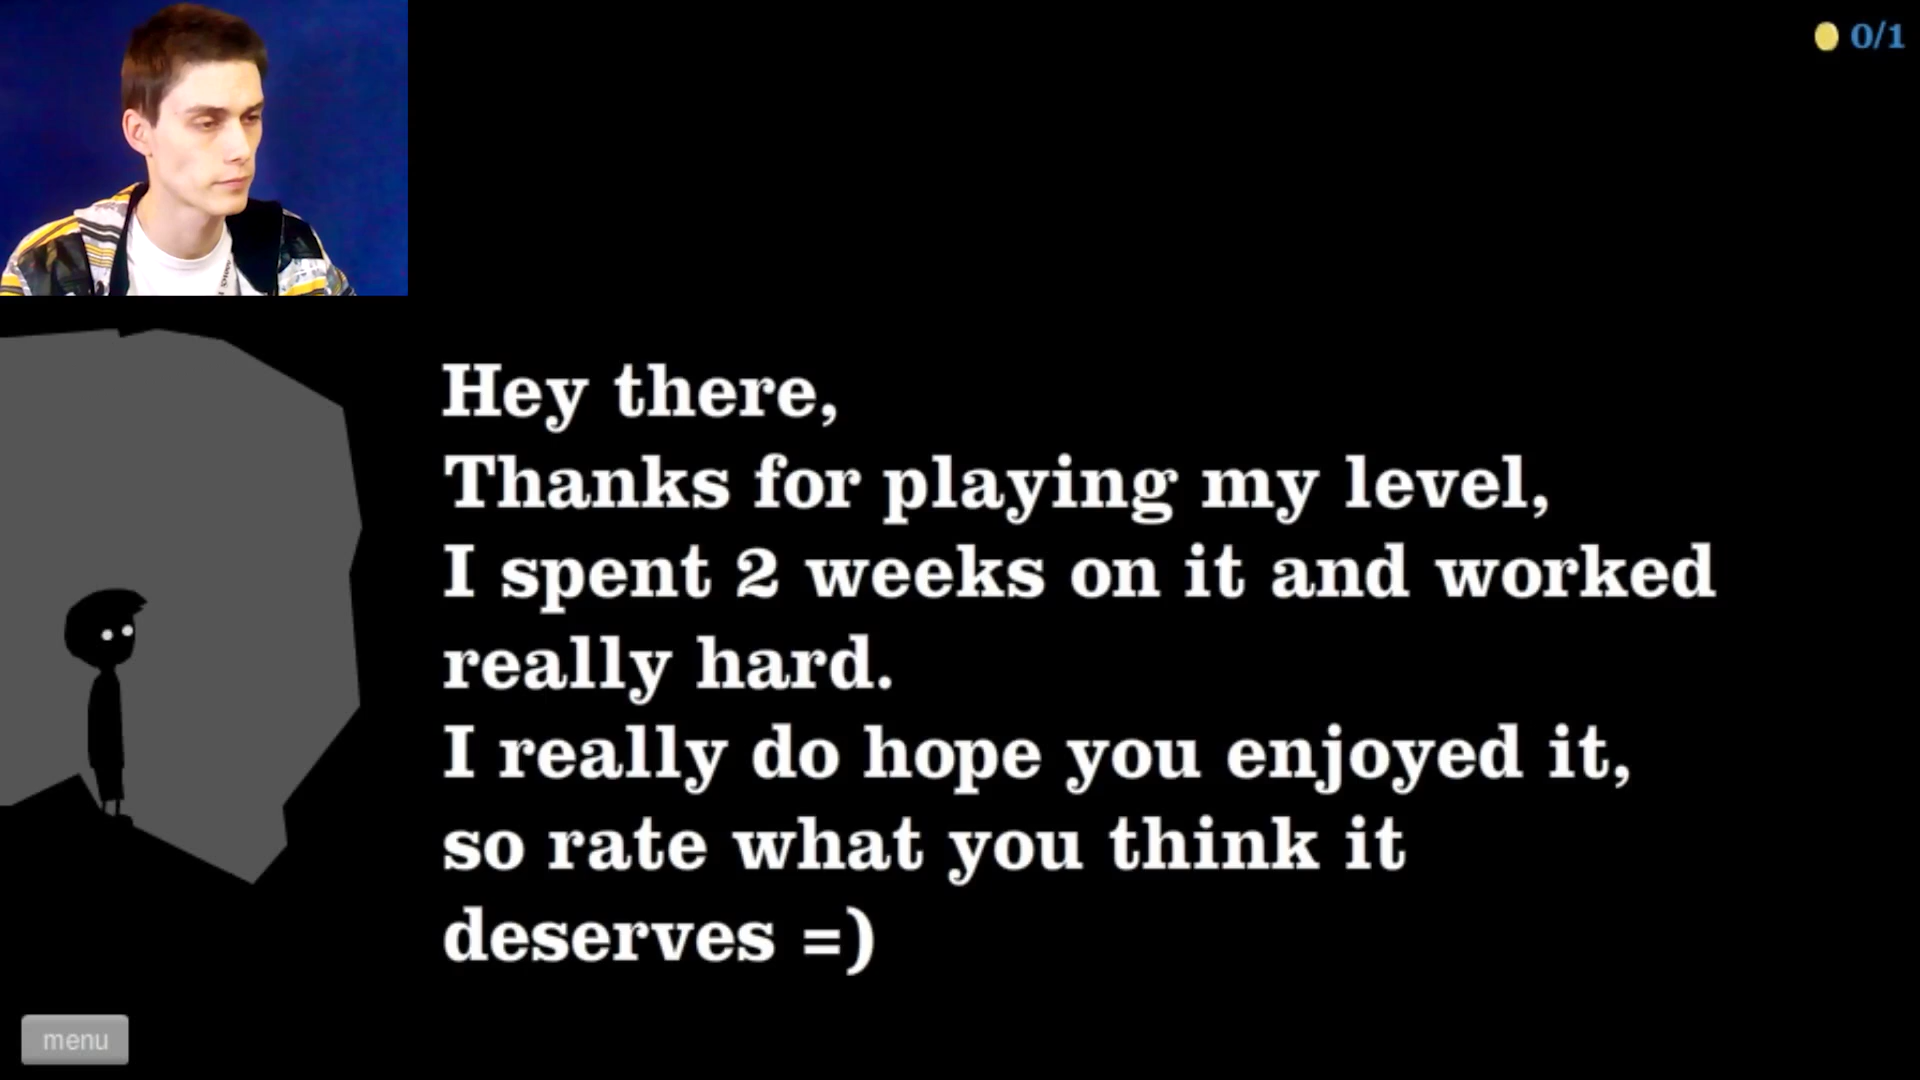 0/1
Hey there,
Thanks for playing my level,
I spent 2 weeks on it and worked
really hard.
I really do hope you enjoyed it,
so rate what you think it
deserves =)
menu